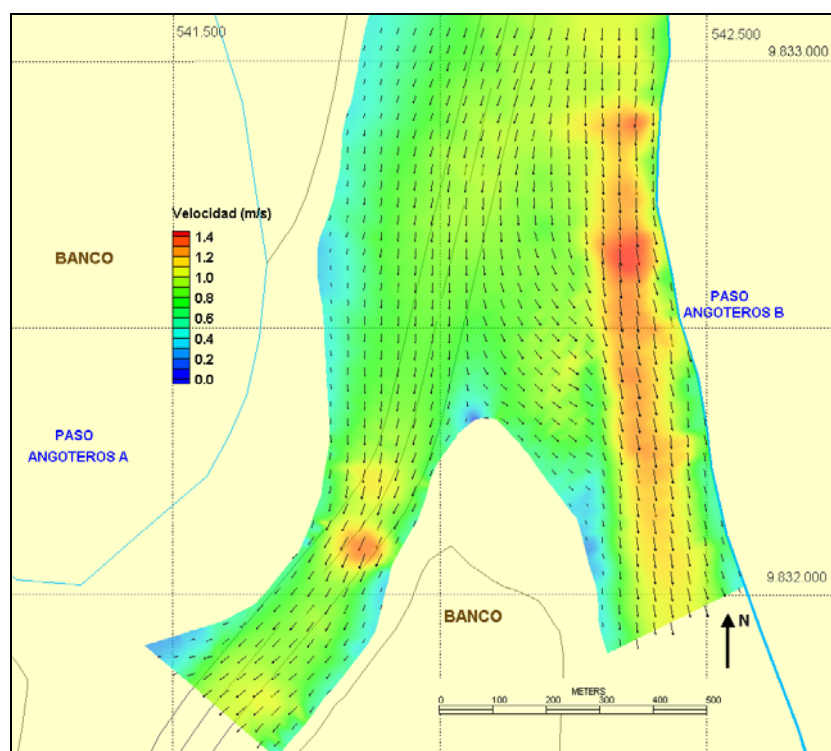 541.500
542.500
9 833.000
Velocidad (m/s)
1.4
1.2
1.0
0.8
0.6
0.4
0.2
0.0
BANCO
PASO
ANGOTEROS B
PASO
ANGOTEROS A
9 832.000
BANCO
N
METERS
0 100 200 300 400 500